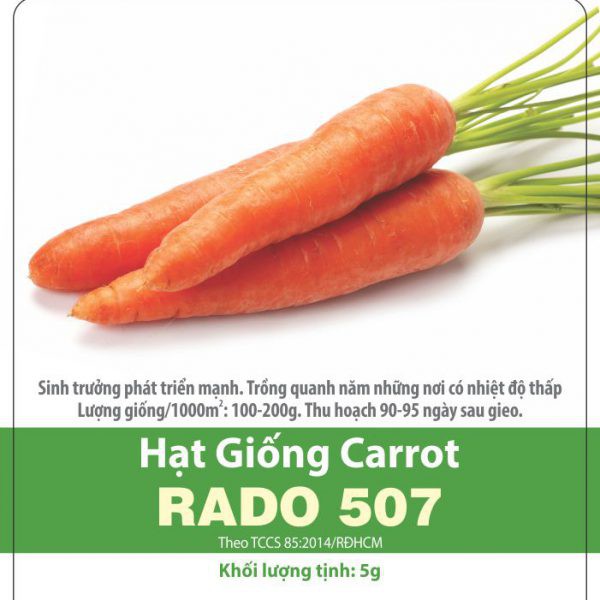 Sinh trưởng phát triển mạnh. Trồng quanh năm những nơi có nhiệt độ thấp
Lượng giống/1000m²: 100-200g. Thu hoạch 90-95 ngày sau gieo.
Hạt Giống Carrot
RADO 507
Theo TCCS 85:2014/RĐHCM
Khối lượng tịnh: 5g